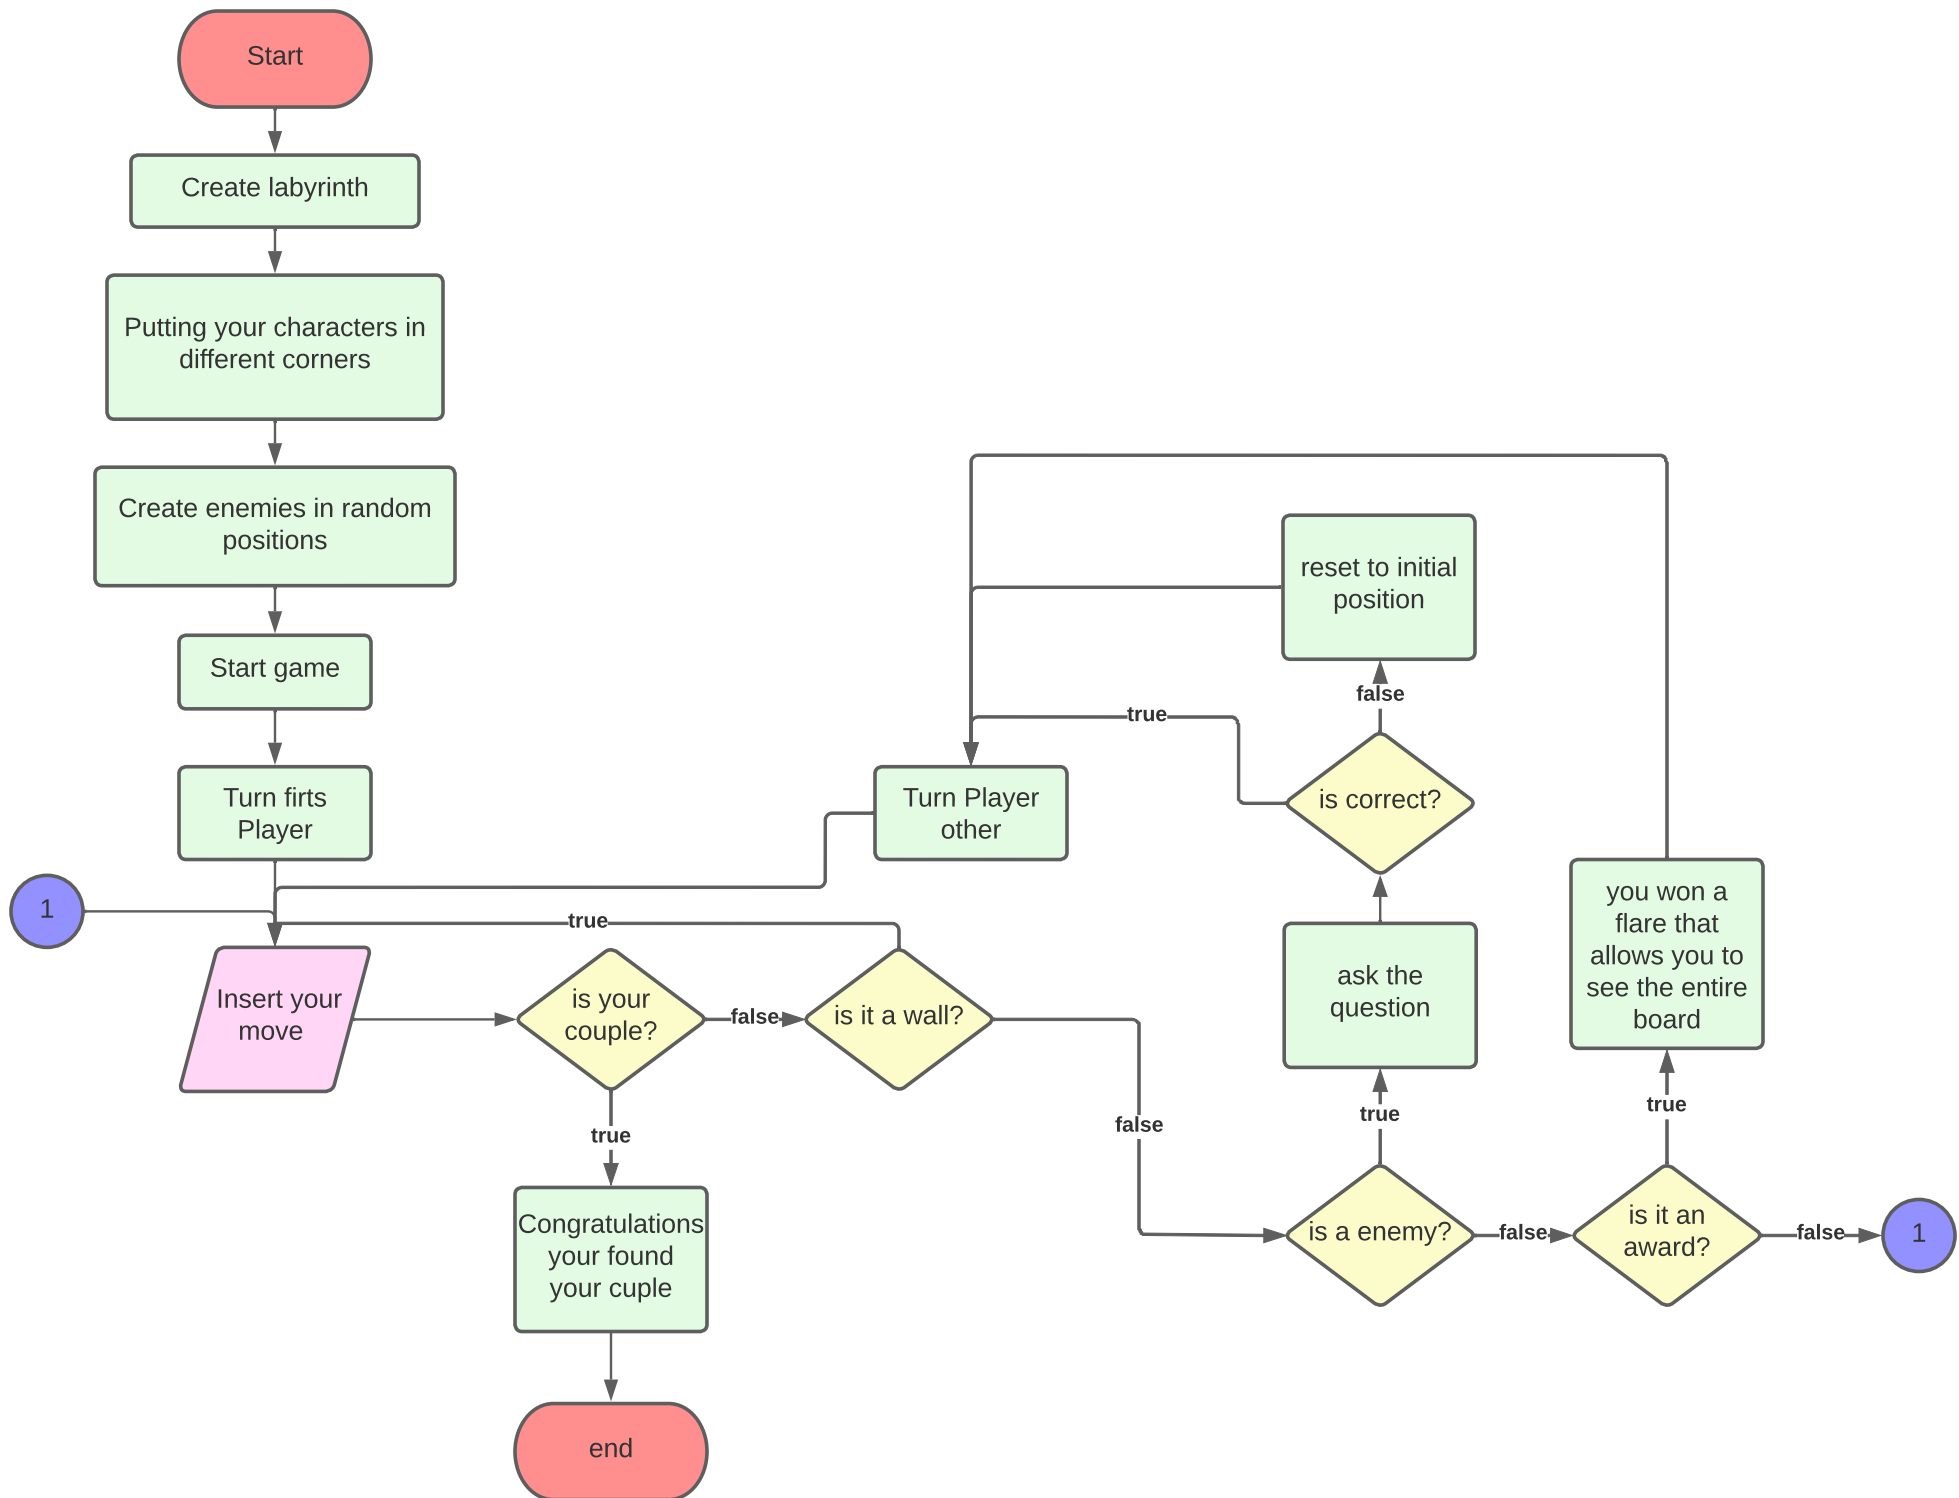 Start
Create labyrinth
Putting your characters in
different corners
Create enemies in random
positions
Start game
Turn firts
Player
1
Insert your
move
is your
couple?
true
Congratulations
your found
your cuple
end
false
is it a wall?
true
false
is a enemy?
true
ask the
question
is correct?
true
false
reset to initial
position
Turn Player
other
false
is it an
award?
true
you won a
flare that
allows you to
see the entire
board
false
1